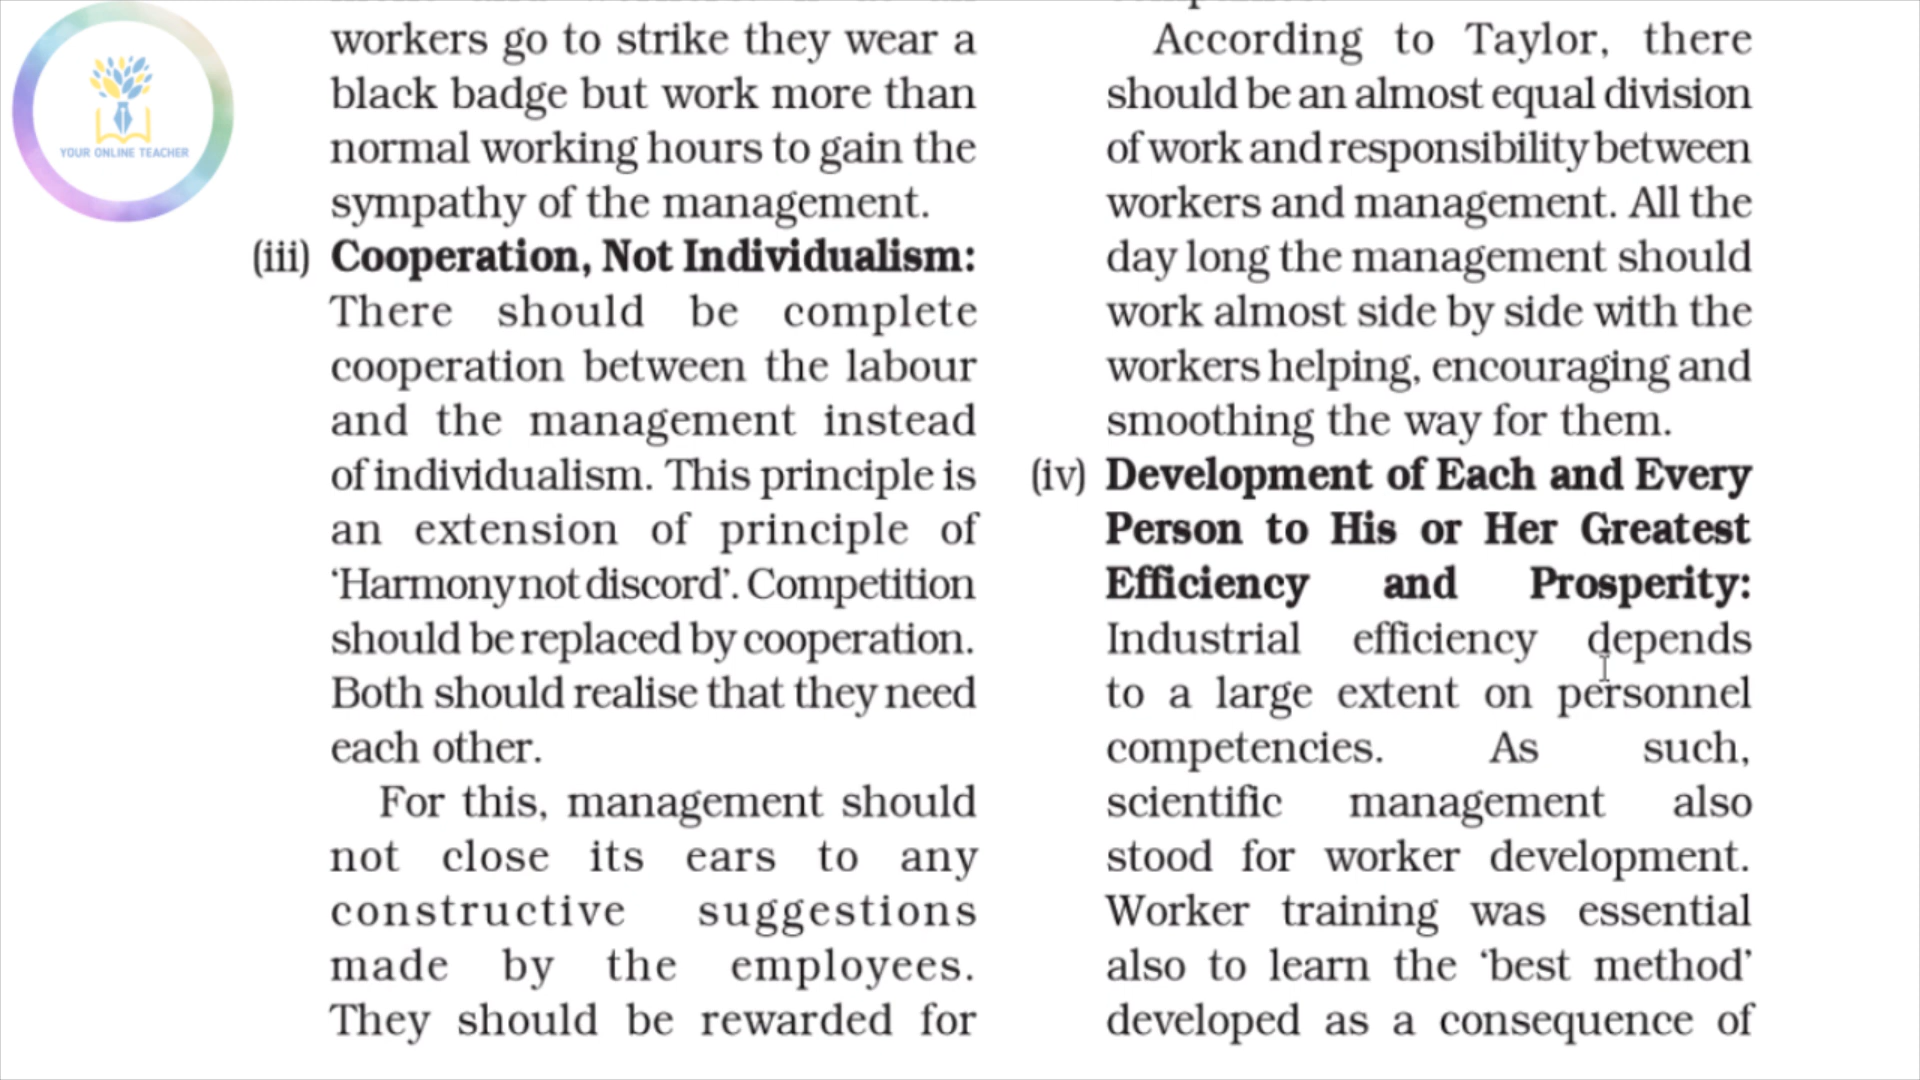 YOUR ONLINE TEACHER
workers go to strike they wear a
black badge but work more than
normal working hours to gain the
sympathy of the management.
(iii) Cooperation, Not Individualism:
There should be complete
cooperation between the labour
and the management instead
of individualism. This principle is
an extension of principle of
‘Harmony not discord’. Competition
should be replaced by cooperation.
Both should realise that they need
each other.
For this, management should
not close its ears to any
constructive suggestions
made by the employees.
They should be rewarded for
According to Taylor, there
should be an almost equal division
of work and responsibility between
workers and management. All the
day long the management should
work almost side by side with the
workers helping, encouraging and
smoothing the way for them.
(iv) Development of Each and Every
Person to His or Her Greatest
Efficiency and Prosperity:
Industrial efficiency depends
to a large extent on personnel
competencies. As such,
scientific management also
stood for worker development.
Worker training was essential
also to learn the ‘best method’
developed as a consequence of